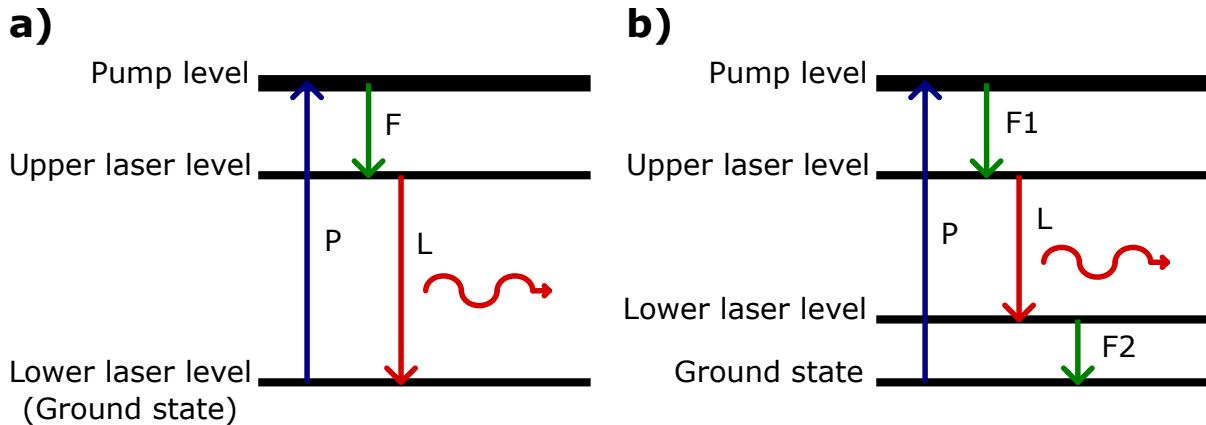 a)
Pump level
F
Upper laser level
P
L
Lower laser level
(Ground state)
b)
Pump level
F1
Upper laser level
P
L
Lower laser level
F2
Ground state